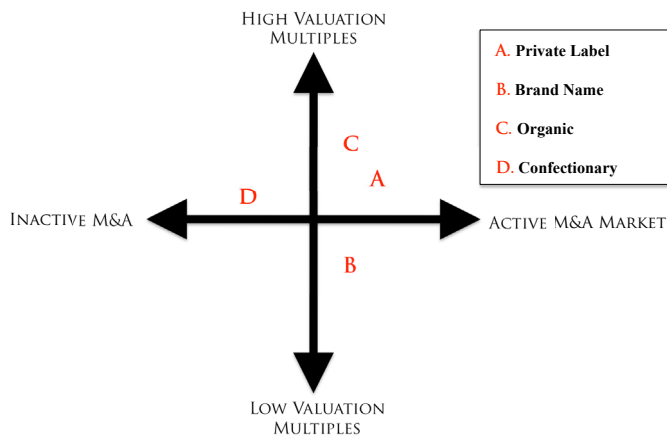 High Valuation
Multiples
A. Private Label
B. Brand Name
C. Organic
D. Confectionary
C
A
D
Inactive M&A
Active M&A Market
B
Low Valuation
Multiples